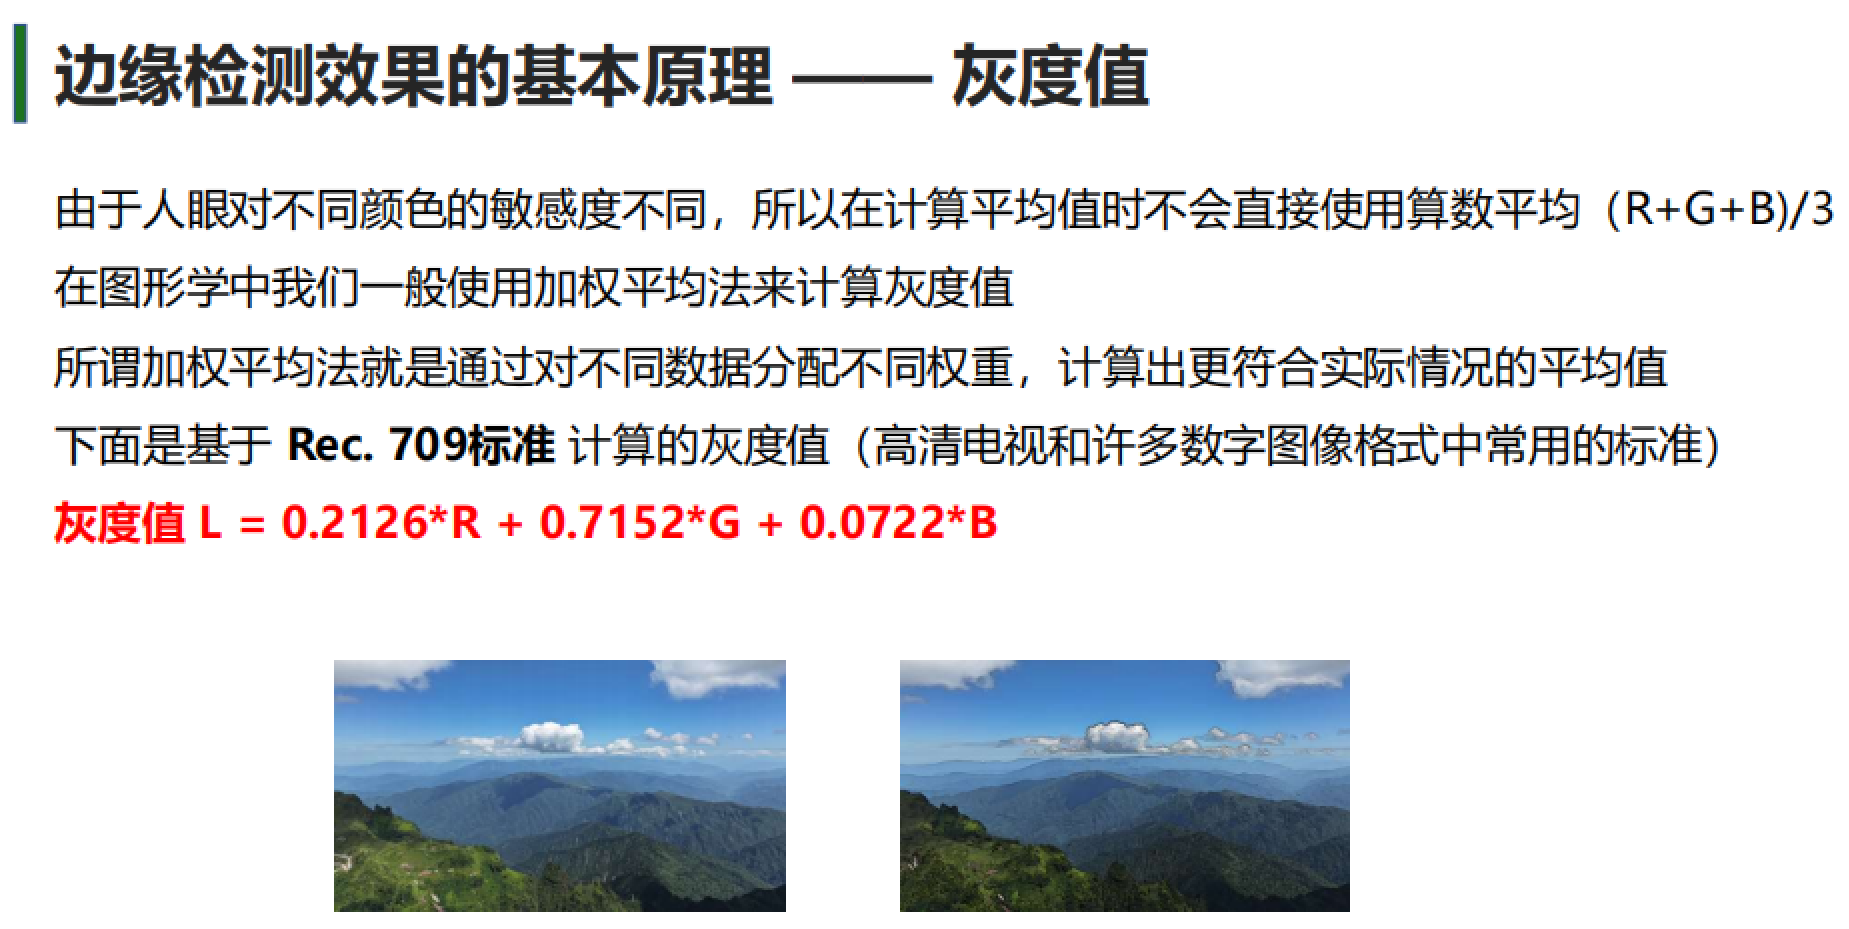 边缘检测效果的基本原理 —— 灰度值
由于人眼对不同颜色的敏感度不同，所以在计算平均值时不会直接使用算数平均（R+G+B)/3
在图形学中我们一般使用加权平均法来计算灰度值
所谓加权平均法就是通过对不同数据分配不同权重，计算出更符合实际情况的平均值
下面是基于 Rec. 709标准 计算的灰度值（高清电视和许多数字图像格式中常用的标准）
灰度值 L = 0.2126*R + 0.7152*G + 0.0722*B